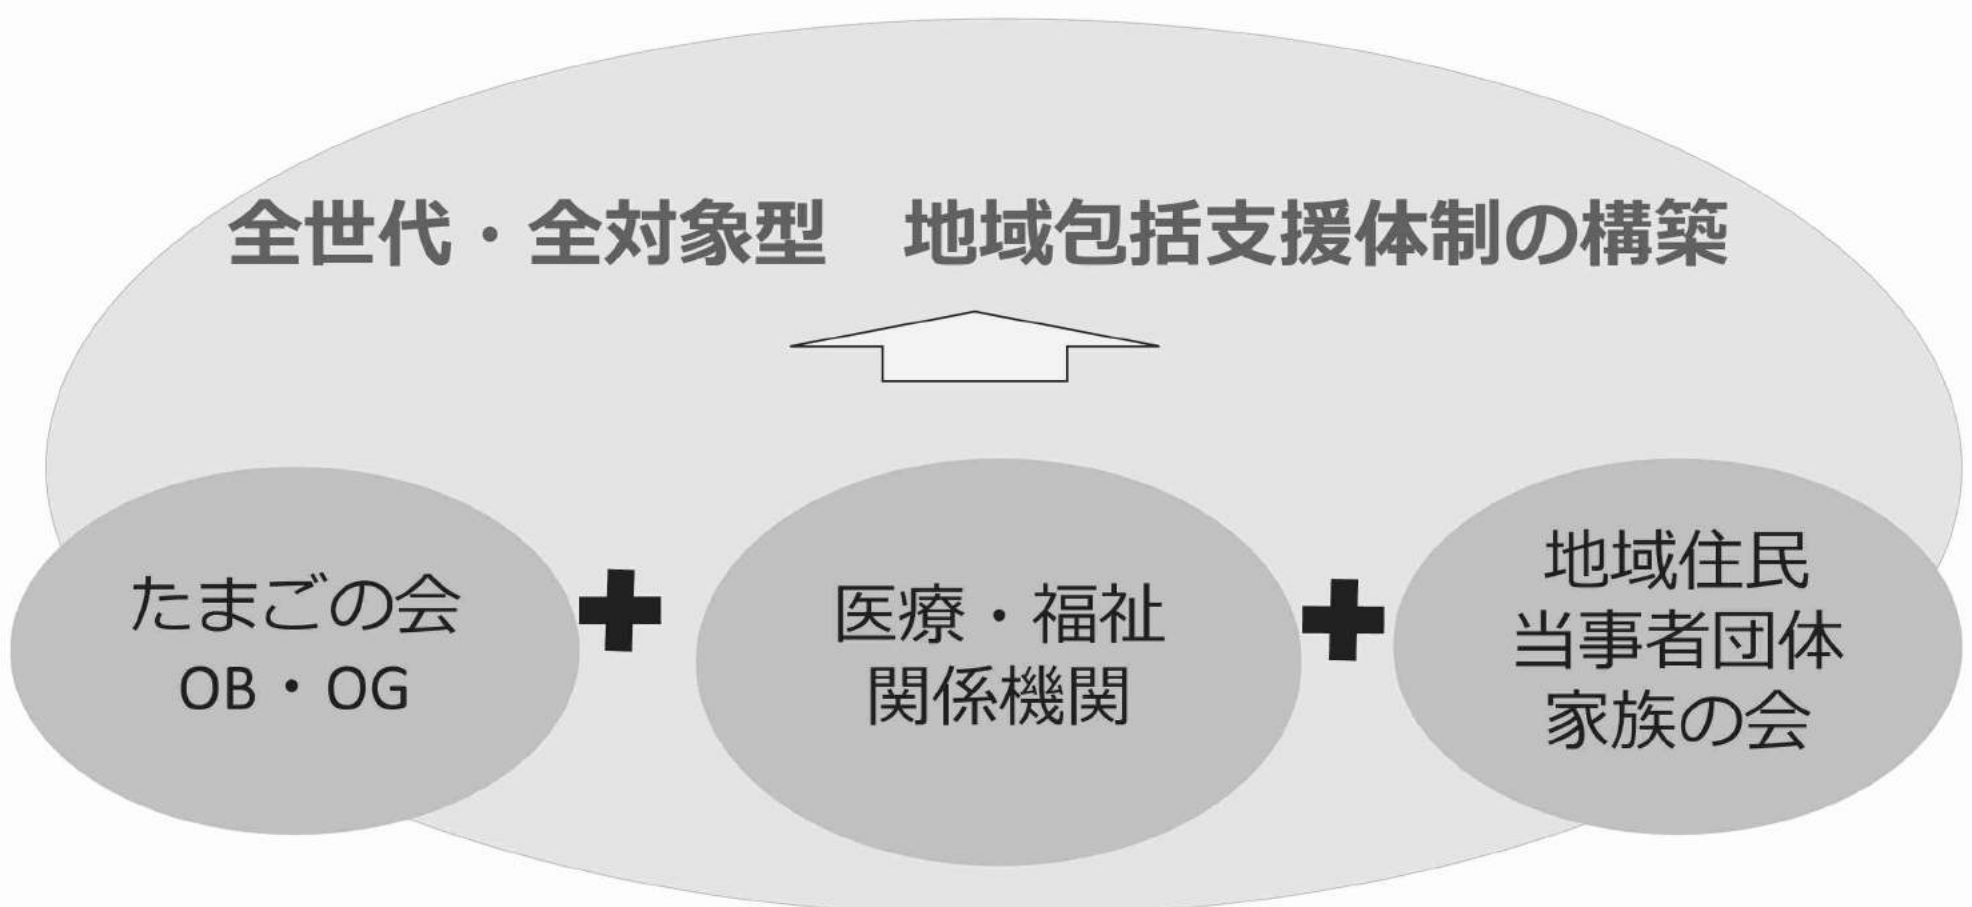 全世代・全対象型　地域包括支援体制の構築
たまごの会
OB・OG
医療・福祉
関係機関
地域住民
当事者団体
家族の会